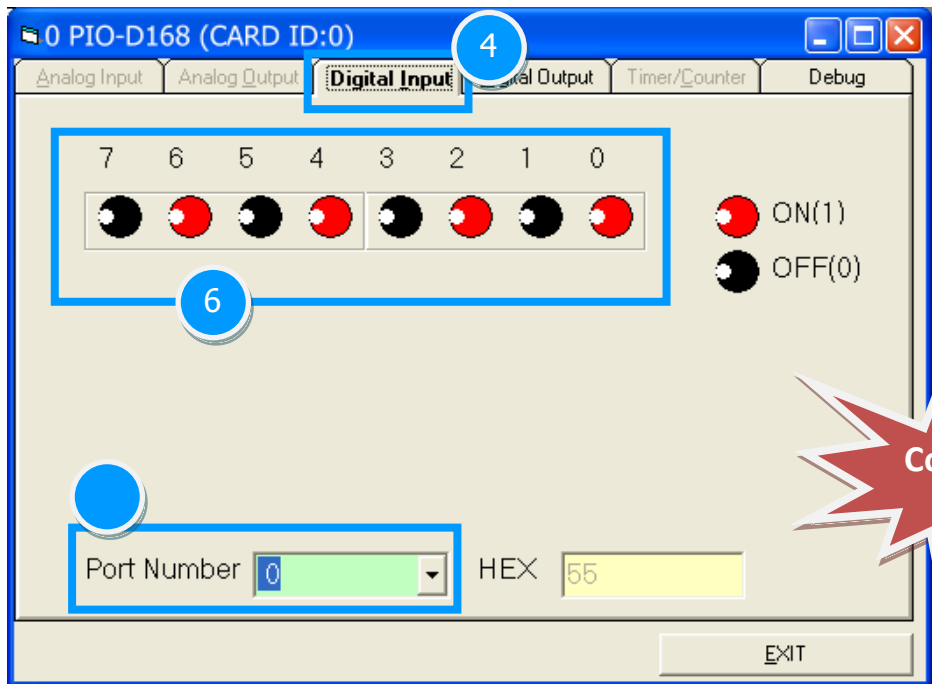 0 PIO-D168 (CARD ID:0)
4
Analog Input Analog Output Digital Input Output Timer/Counter Debug
7 6 5 4 3 2 1 0
ON(1)
OFF(0)
6
Port Number 0 HEX 55
EXIT